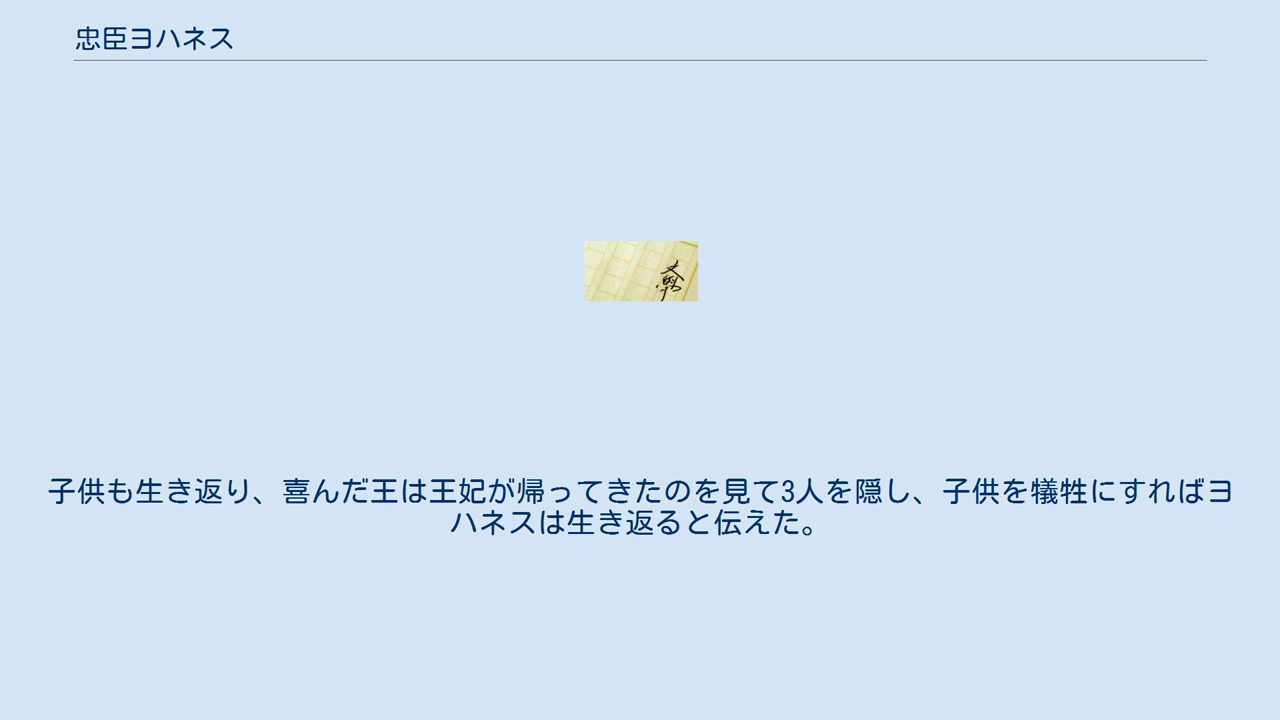 忠臣ヨハネス
子供も生き返り、喜んだ王は王妃が帰ってきたのを見て3人を隠し、子供を犠牲にすればヨ
ハネスは生き返ると伝えた。